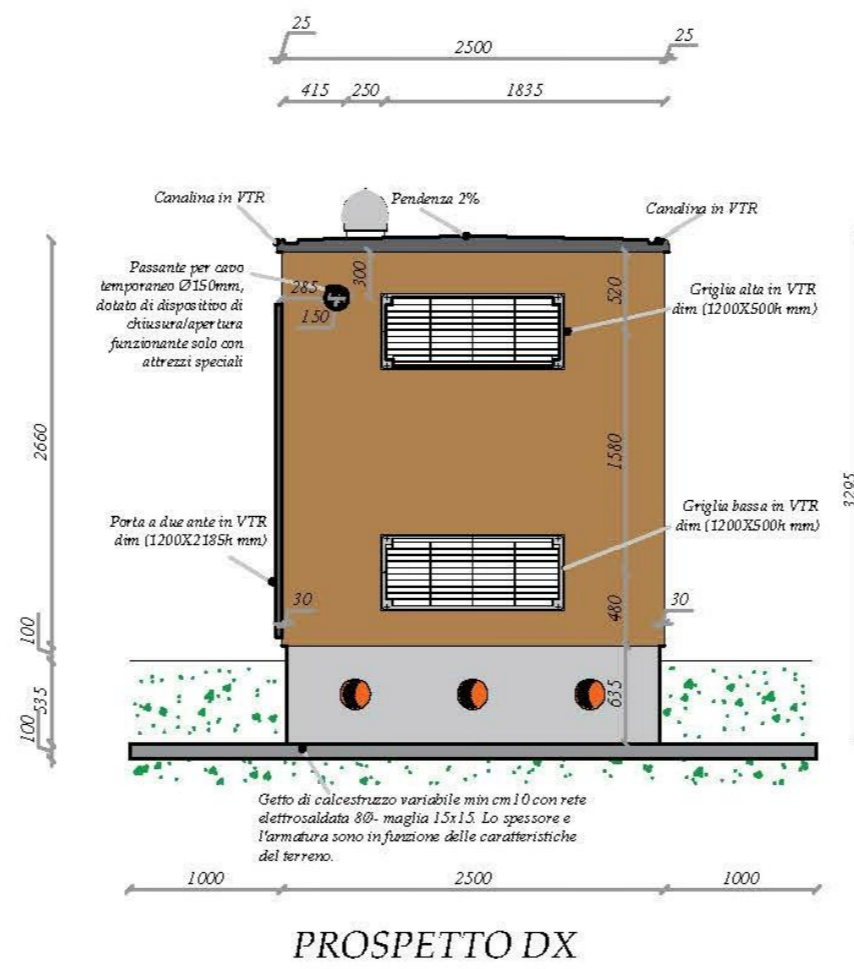 25
2500
25
415
250
1835
Canalina in VTR
Pendenza 2%
Canalina in VTR
Passante per cavo
temporaneo Ø150mm,
dotato di dispositivo di
chiusura/apertura
funzionante solo con
attrezzi speciali
285
150
300
520
Griglia alta in VTR
dim (1200X500h mm)
2660
1580
3295
Porta a due ante in VTR
dim (1200X2185h mm)
Griglia bassa in VTR
dim (1200X500h mm)
30
480
30
100
535
100
635
Getto di calcestruzzo variabile min cm10 con rete
elettrosaldata 8Ø- maglia 15x15. Lo spessore e
l'armatura sono in funzione delle caratteristiche
del terreno.
1000
2500
1000
PROSPETTO DX